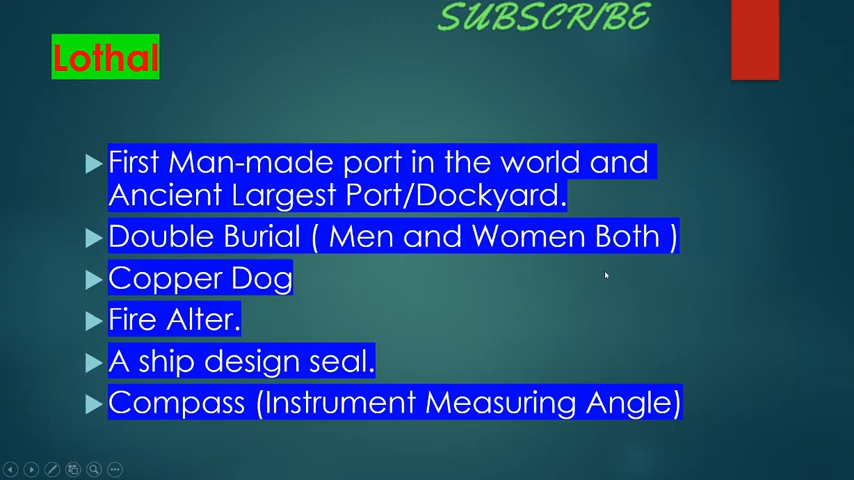 SUBSCRIBE
Lothal
First Man-made port in the world and
Ancient Largest Port/Dockyard.
Double Burial ( Men and Women Both )
Copper Dog
Fire Alter.
A ship design seal.
Compass (Instrument Measuring Angle)